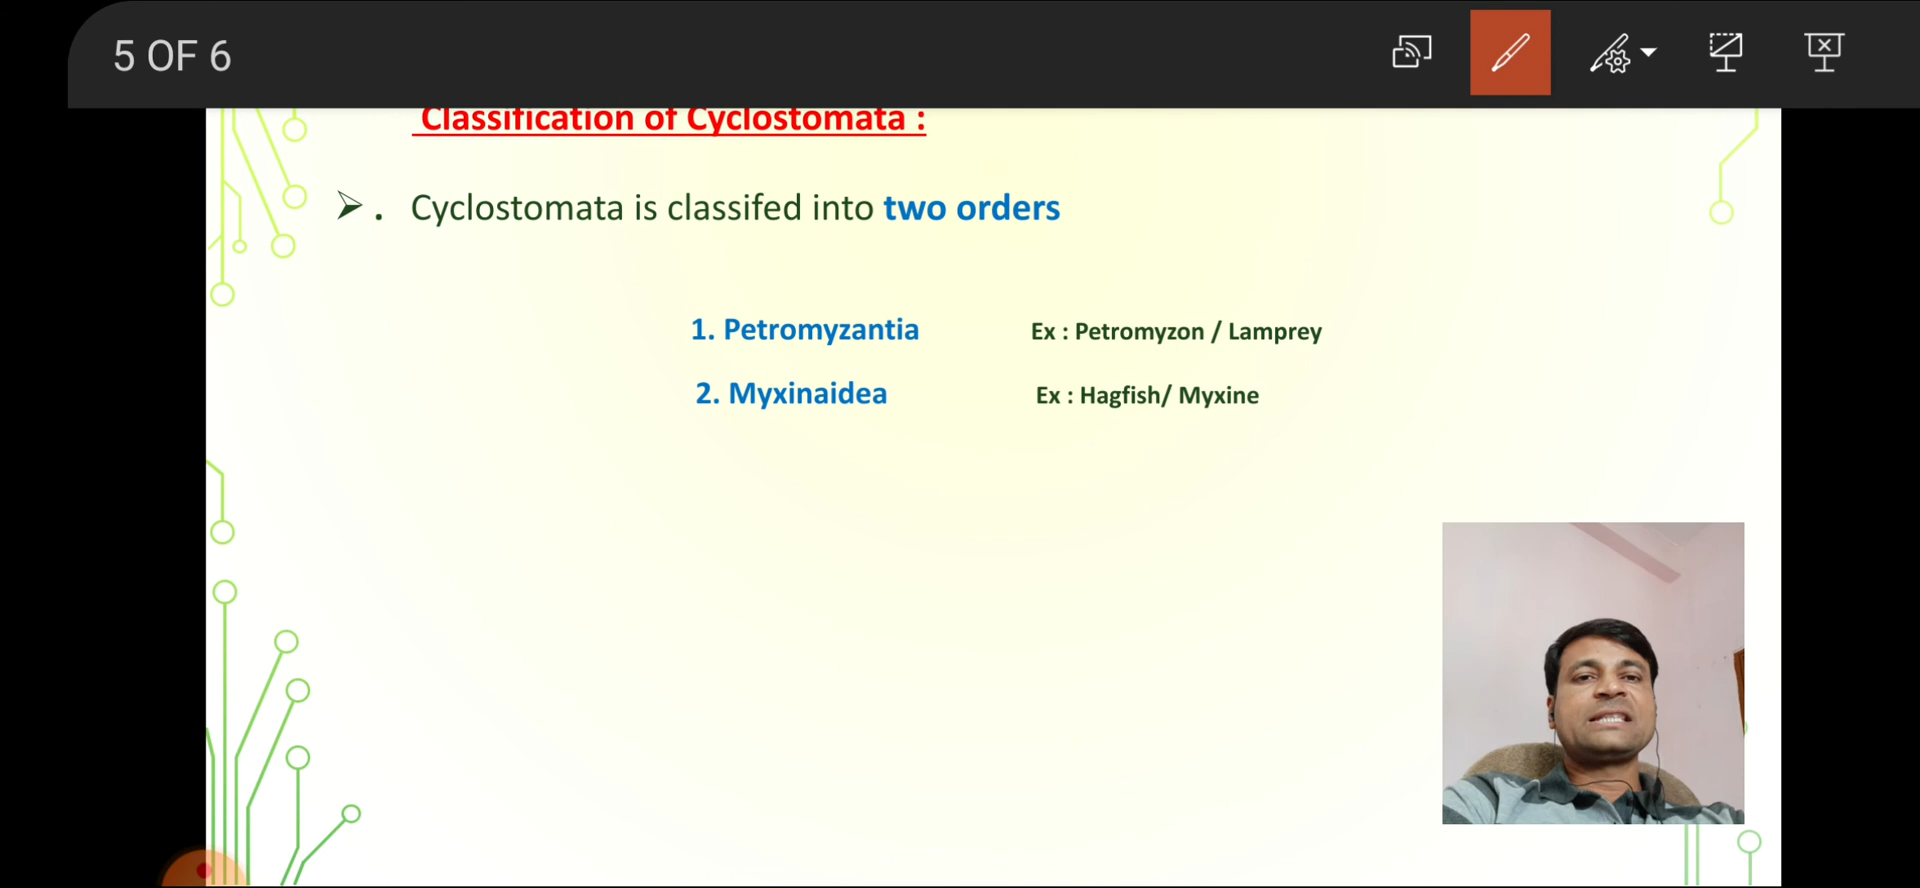 5 OF 6
Classification of Cyclostomata :
➢ . Cyclostomata is classifed into two orders
1. Petromyzantia Ex : Petromyzon / Lamprey
2. Myxinaidea Ex : Hagfish/ Myxine